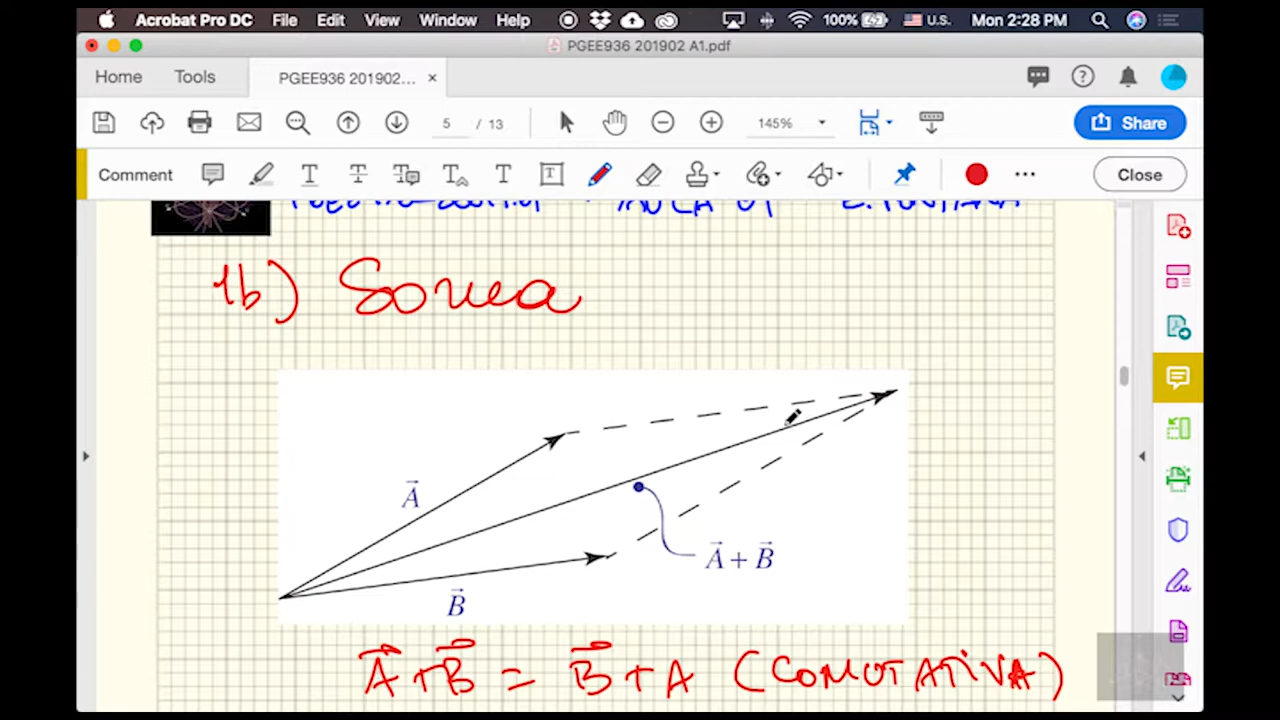 Acrobat Pro DC File Edit View Window Help 100% U.S. Mon 2:28 PM
PGEE936 201902 A1.pdf
Home Tools PGEE936 201902... ×
5 / 13 145% Share
Comment T T T T T Close
1b) Soma
A
A + B
B
A+B = B+A (COMUTATIVA)